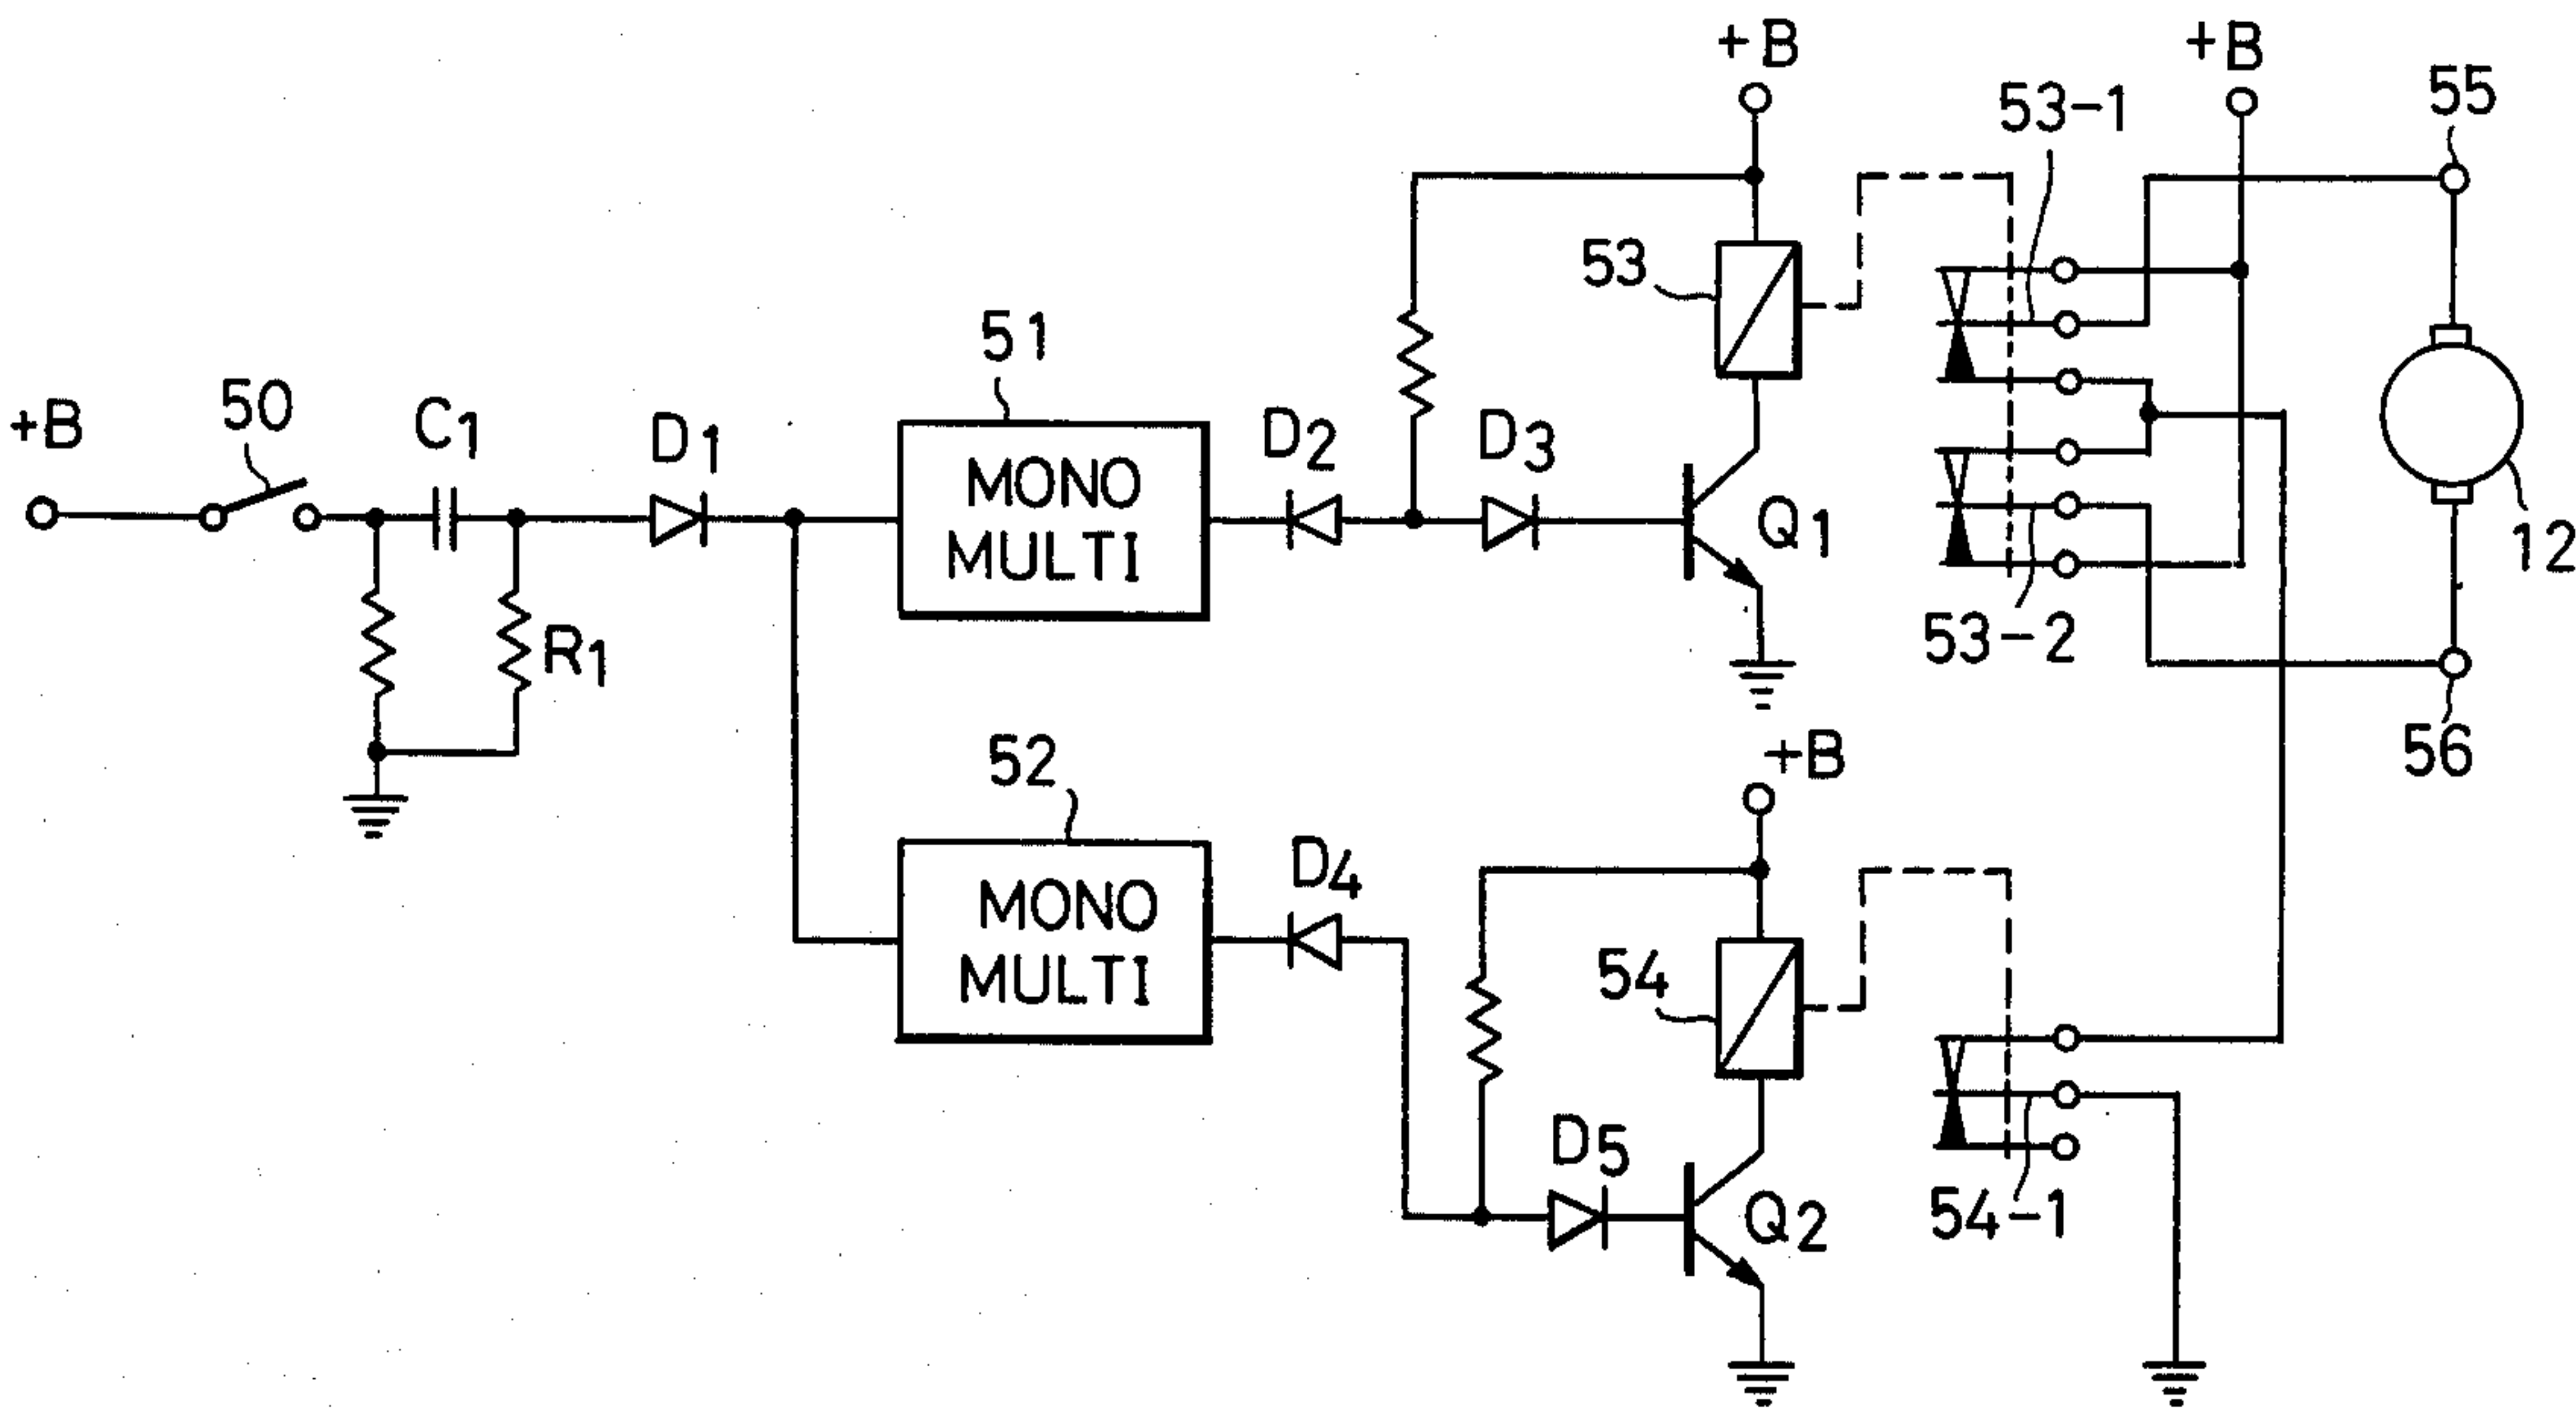 +B
+B
55
53-1
53
51
50
+B
C1
D1
D2
D3
MONO
MULTI
Q1
12
R1
53-2
56
52
+B
D4
MONO
MULTI
54
D5
Q2
54-1